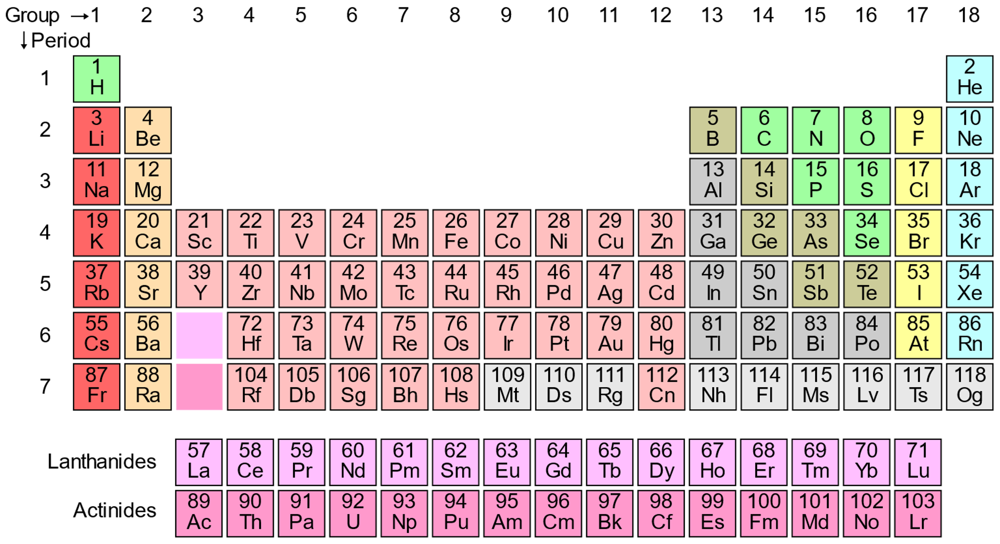 Group →1 2 3 4 5 6 7 8 9 10 11 12 13 14 15 16 17 18
↓Period
1 2
1 H He
3 4 5 6 7 8 9 10
2 Li Be B C N O F Ne
11 12 13 14 15 16 17 18
3 Na Mg Al Si P S Cl Ar
19 20 21 22 23 24 25 26 27 28 29 30 31 32 33 34 35 36
4 K Ca Sc Ti V Cr Mn Fe Co Ni Cu Zn Ga Ge As Se Br Kr
37 38 39 40 41 42 43 44 45 46 47 48 49 50 51 52 53 54
5 Rb Sr Y Zr Nb Mo Tc Ru Rh Pd Ag Cd In Sn Sb Te I Xe
55 56 72 73 74 75 76 77 78 79 80 81 82 83 84 85 86
6 Cs Ba Hf Ta W Re Os Ir Pt Au Hg Tl Pb Bi Po At Rn
87 88 104 105 106 107 108 109 110 111 112 113 114 115 116 117 118
7 Fr Ra Rf Db Sg Bh Hs Mt Ds Rg Cn Nh Fl Ms Lv Ts Og
57 58 59 60 61 62 63 64 65 66 67 68 69 70 71
Lanthanides La Ce Pr Nd Pm Sm Eu Gd Tb Dy Ho Er Tm Yb Lu
89 90 91 92 93 94 95 96 97 98 99 100 101 102 103
Actinides Ac Th Pa U Np Pu Am Cm Bk Cf Es Fm Md No Lr